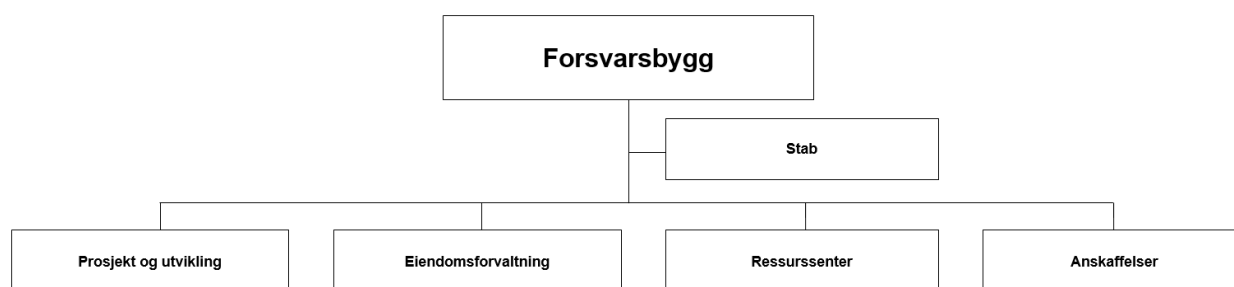 Forsvarsbygg
Stab
Prosjekt og utvikling
Eiendomsforvaltning
Ressurssenter
Anskaffelser